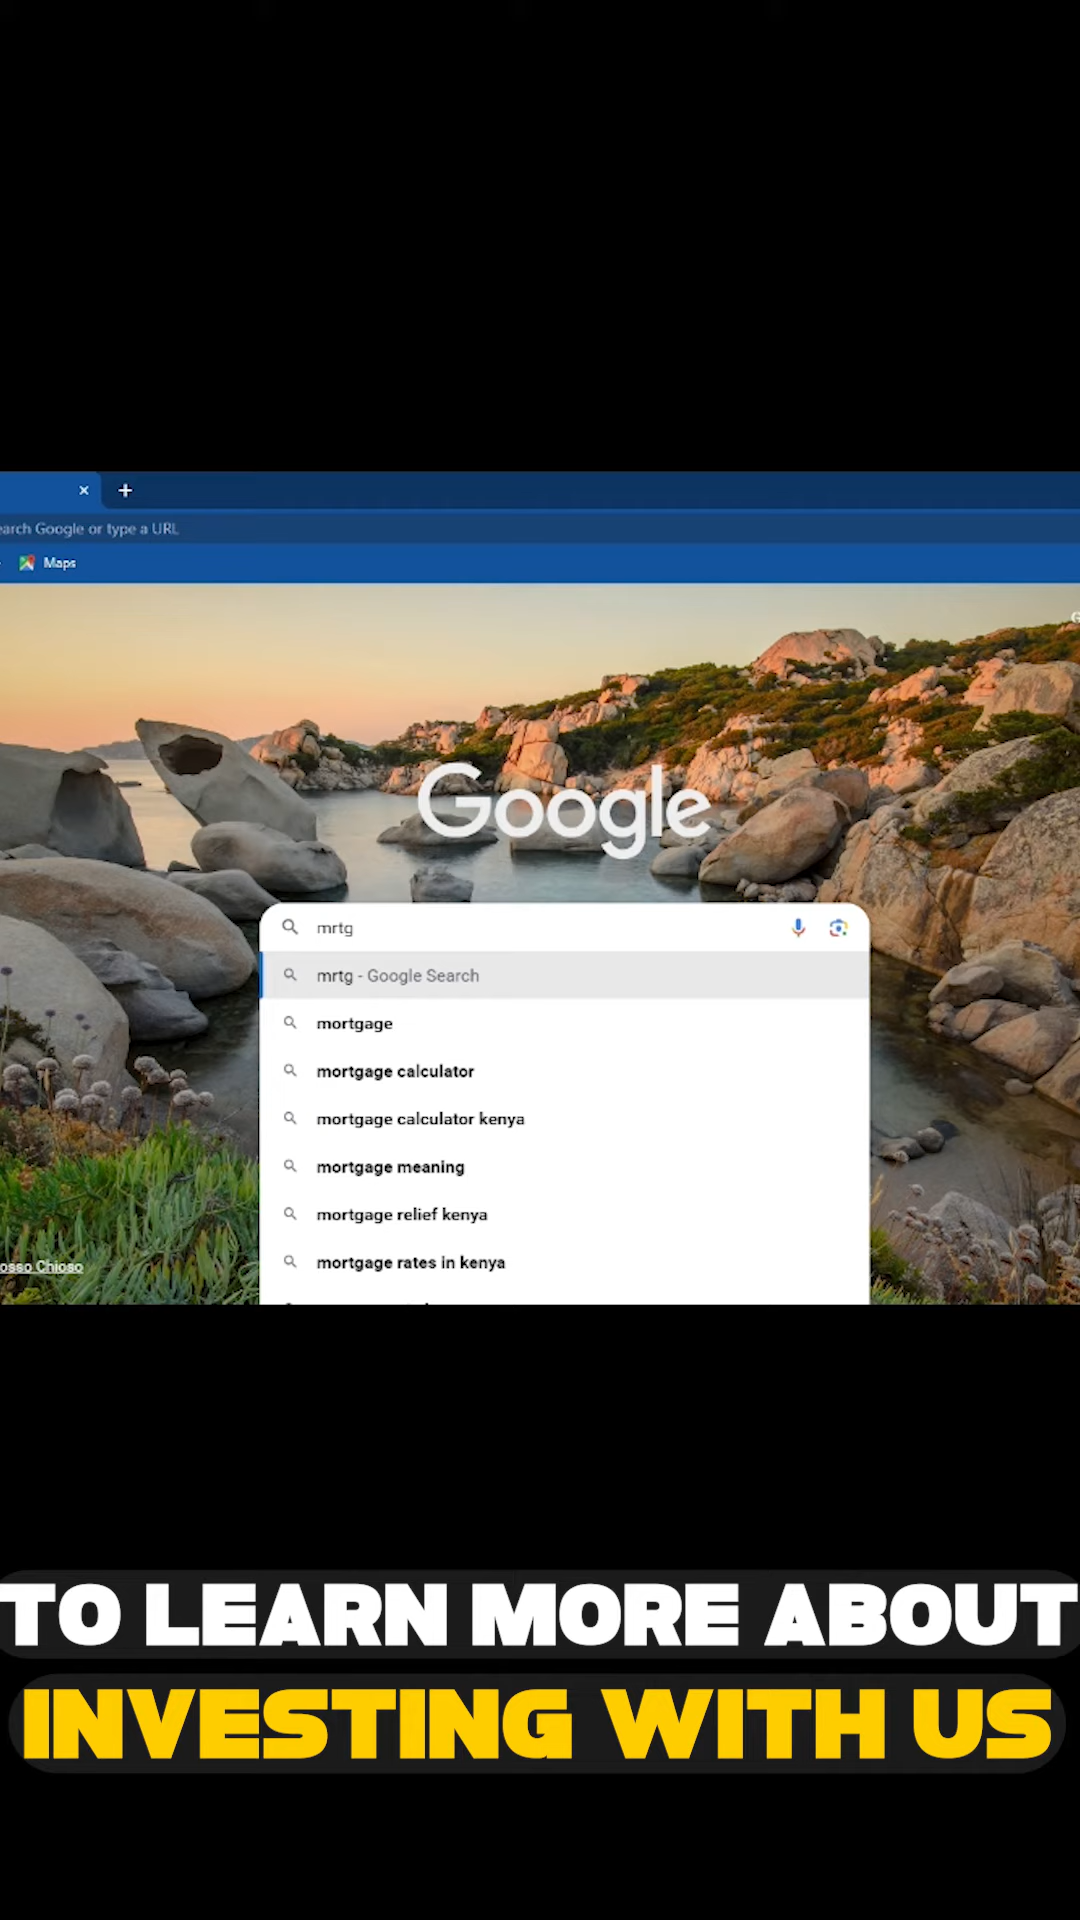 earch Google or type a URL
Maps
Google
mrtg
mrtg - Google Search
mortgage
mortgage calculator
mortgage calculator kenya
mortgage meaning
mortgage relief kenya
mortgage rates in kenya
osso Chioso
TO LEARN MORE ABOUT
INVESTING WITH US